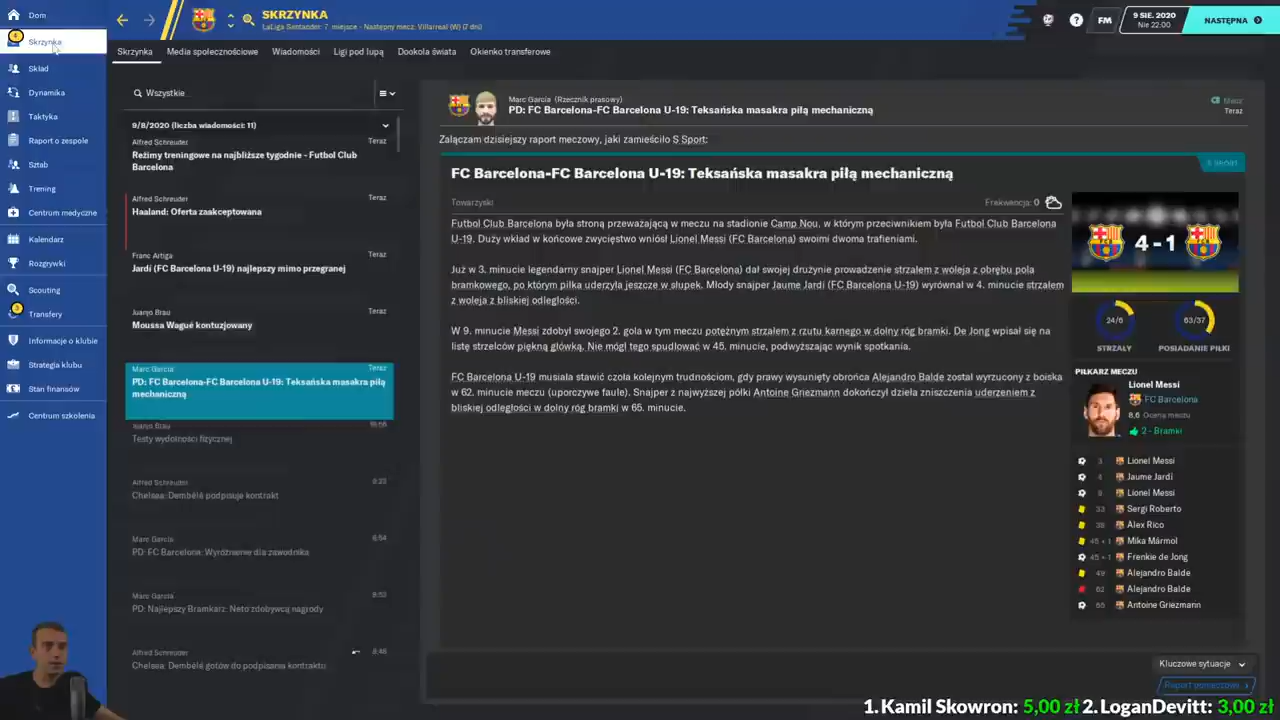 Dom
Skrzynka
Skład
Dynamika
Taktyka
Raport o zespole
Sztab
Trening
Centrum medyczne
Kalendarz
Rozgrywki
Scouting
Transfery
Informacje o klubie
Strategia klubu
Stan finansów
Centrum szkolenia
SKRZYNKA
LaLiga Santander: 7. miejsce - Następny mecz: Villarreal (W) (7 dni)
FM
9 SIE. 2020
Nie 22:00
NASTĘPNA
Skrzynka
Media społecznościowe
Wiadomości
Ligi pod lupą
Dookoła świata
Okienko transferowe
Wszystkie
9/8/2020 (liczba wiadomości: 11)
Alfred Schreuder
Teraz
Reżimy treningowe na najbliższe tygodnie - Futbol Club
Barcelona
Alfred Schreuder
Teraz
Haaland: Oferta zaakceptowana
Franc Artiga
Teraz
Jardí (FC Barcelona U-19) najlepszy mimo przegranej
Juanjo Brau
Teraz
Moussa Wagué kontuzjowany
Marc García
Teraz
PD: FC Barcelona-FC Barcelona U-19: Teksańska masakra piłą
mechaniczną
Juanjo Brau
Testy wydolności fizycznej
Alfred Schreuder
Chelsea: Dembélé podpisuje kontrakt
Marc García
PD: FC Barcelona: Wyróżnienie dla zawodnika
Marc García
PD: Najlepszy Bramkarz: Neto zdobywcą nagrody
Alfred Schreuder
Chelsea: Dembélé gotów do podpisania kontraktu
Marc García (Rzecznik prasowy)
PD: FC Barcelona-FC Barcelona U-19: Teksańska masakra piłą mechaniczną
Mecz
Teraz
Załączam dzisiejszy raport meczowy, jaki zamieściło S Sport:
S SPORT
FC Barcelona-FC Barcelona U-19: Teksańska masakra piłą mechaniczną
Towarzyski
Frekwencja: 0
Futbol Club Barcelona była stroną przeważającą w meczu na stadionie Camp Nou, w którym przeciwnikiem była Futbol Club Barcelona
U-19. Duży wkład w końcowe zwycięstwo wniósł Lionel Messi (FC Barcelona) swoimi dwoma trafieniami.
Już w 3. minucie legendarny snajper Lionel Messi (FC Barcelona) dał swojej drużynie prowadzenie strzałem z woleja z obrębu pola
bramkowego, po którym piłka uderzyła jeszcze w słupek. Młody snajper Jaume Jardí (FC Barcelona U-19) wyrównał w 4. minucie strzałem
z woleja z bliskiej odległości.
W 9. minucie Messi zdobył swojego 2. gola w tym meczu potężnym strzałem z rzutu karnego w dolny róg bramki. De Jong wpisał się na
listę strzelców piękną główką. Nie mógł tego spudłować w 45. minucie, podwyższając wynik spotkania.
FC Barcelona U-19 musiała stawić czoła kolejnym trudnościom, gdy prawy wysunięty obrońca Alejandro Balde został wyrzucony z boiska
w 62. minucie meczu (uporczywe faule). Snajper z najwyższej półki Antoine Griezmann dokończył dzieła zniszczenia uderzeniem z
bliskiej odległości w dolny róg bramki w 65. minucie.
4 - 1
24/6
63/37
STRZAŁY
POSIADANIE PIŁKI
PIŁKARZ MECZU
Lionel Messi
FC Barcelona
8,6 Ocena meczu
2 - Bramki
3 Lionel Messi
4 Jaume Jardí
9 Lionel Messi
33 Sergi Roberto
38 Álex Rico
45 + 1 Mika Mármol
45 + 1 Frenkie de Jong
49 Alejandro Balde
62 Alejandro Balde
65 Antoine Griezmann
Kluczowe sytuacje
Raport pomeczowy
1. Kamil Skowron: 5,00 zł 2. LoganDevitt: 3,00 zł